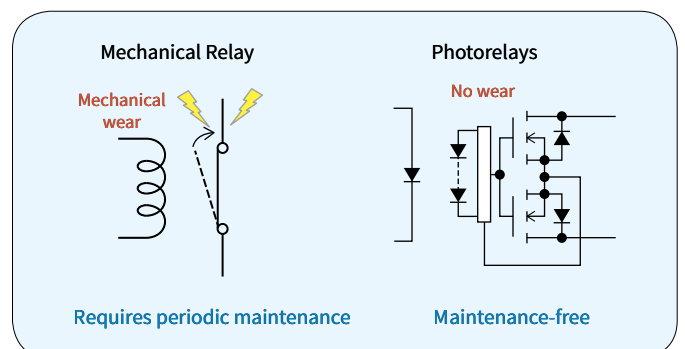 Mechanical Relay
Mechanical
wear
Requires periodic maintenance
Photorelays
No wear
Maintenance-free